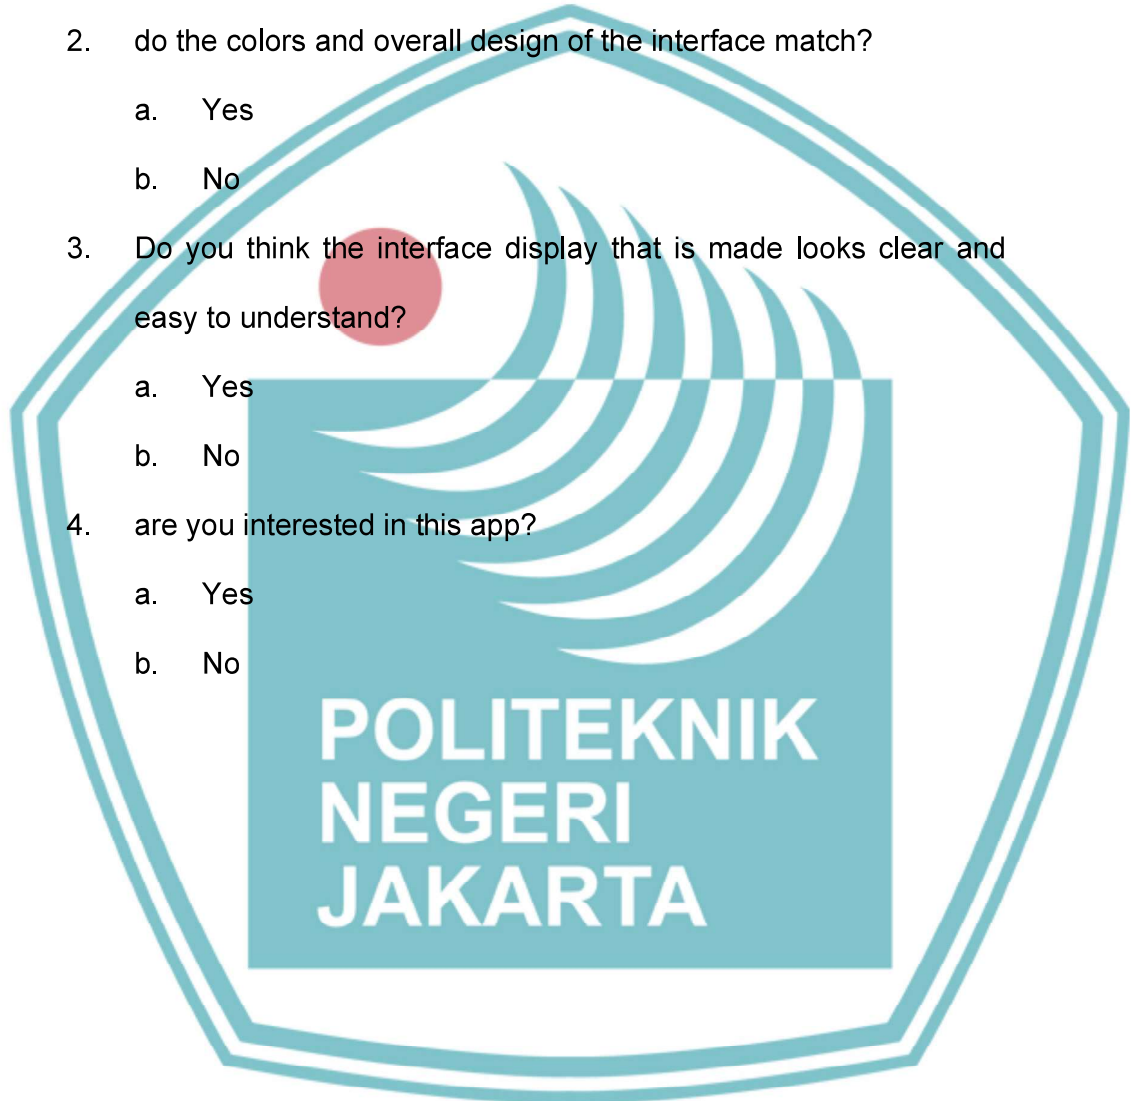 2. do the colors and overall design of the interface match?
a. Yes
b. No
3. Do you think the interface display that is made looks clear and
easy to understand?
a. Yes
b. No
4. are you interested in this app?
a. Yes
b. No
POLITEKNIK
NEGERI
JAKARTA